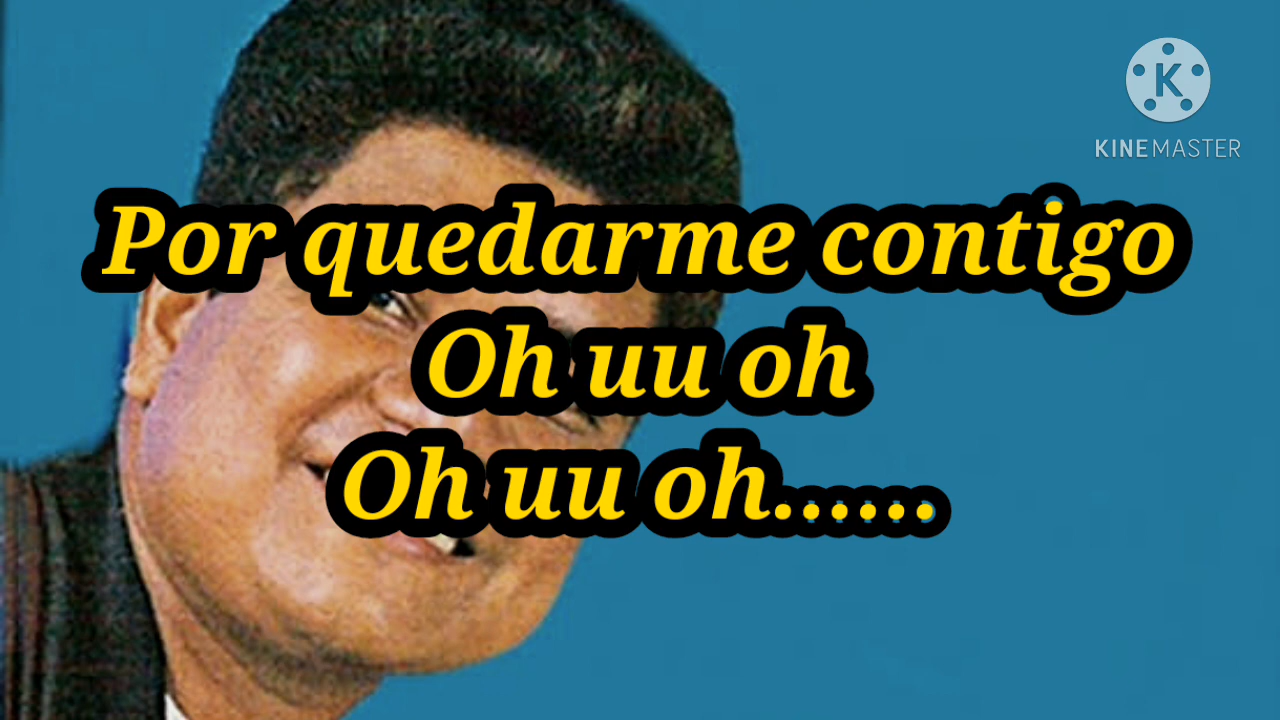 KINEMASTER
Por quedarme contigo
Oh uu oh
Oh uu oh......